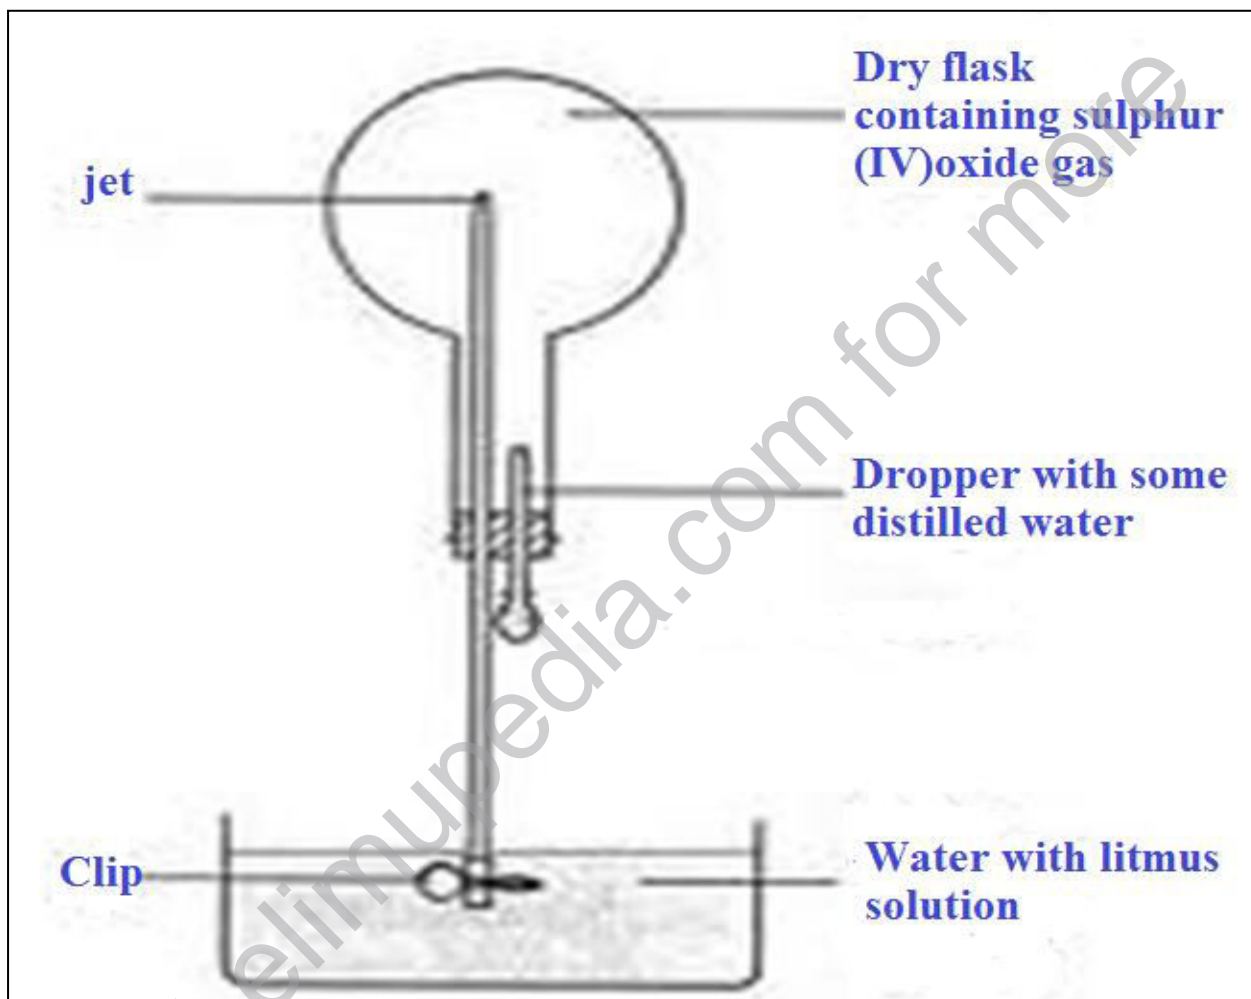 Dry flask
containing sulphur
(IV)oxide gas
jet
Dropper with some
distilled water
Clip
Water with litmus
solution
elimupedia.com for more